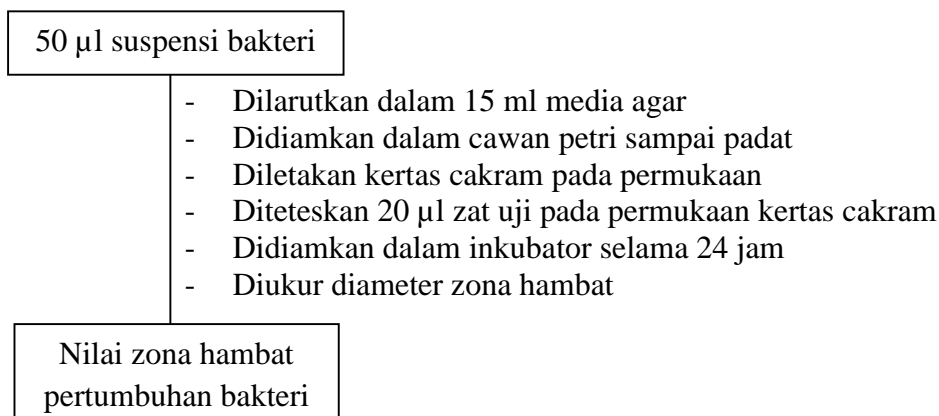 50 µl suspensi bakteri
- Dilarutkan dalam 15 ml media agar
- Didiamkan dalam cawan petri sampai padat
- Diletakan kertas cakram pada permukaan
- Diteteskan 20 µl zat uji pada permukaan kertas cakram
- Didiamkan dalam inkubator selama 24 jam
- Diukur diameter zona hambat
Nilai zona hambat
pertumbuhan bakteri